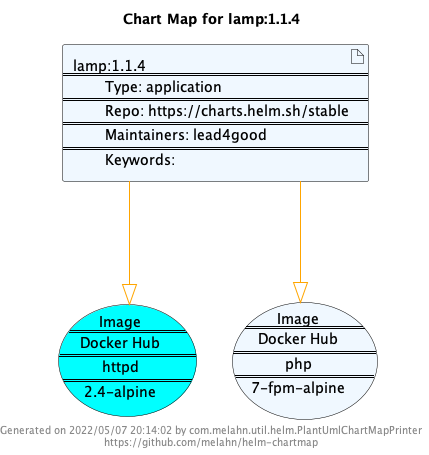 Chart Map for lamp:1.1.4
lamp:1.1.4
Type: application
Repo: https://charts.helm.sh/stable
Maintainers: lead4good
Keywords:
Image
Docker Hub
httpd
2.4-alpine
Image
Docker Hub
php
7-fpm-alpine
Generated on 2022/05/07 20:14:02 by com.melahn.util.helm.PlantUmlChartMapPrinter
https://github.com/melahn/helm-chartmap